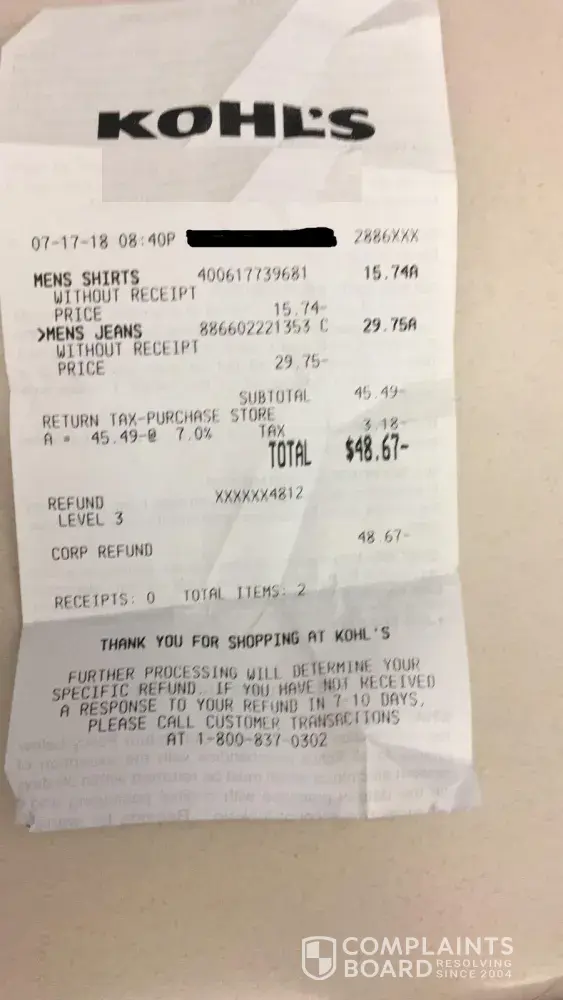 KOHL'S
07-17-18 08:40P 2886XXX
MENS SHIRTS 400617739681 15.74A
WITHOUT RECEIPT
PRICE 15.74-
>MENS JEANS 886602221353 C 29.75A
WITHOUT RECEIPT
PRICE 29.75-
SUBTOTAL 45.49-
RETURN TAX-PURCHASE STORE
A = 45.49-@ 7.0% TAX 3.18-
TOTAL $48.67-
REFUND XXXXXX4812
LEVEL 3
CORP REFUND 48.67-
RECEIPTS: 0 TOTAL ITEMS: 2
THANK YOU FOR SHOPPING AT KOHL'S
FURTHER PROCESSING WILL DETERMINE YOUR
SPECIFIC REFUND. IF YOU HAVE NOT RECEIVED
A RESPONSE TO YOUR REFUND IN 7-10 DAYS,
PLEASE CALL CUSTOMER TRANSACTIONS
AT 1-800-837-0302
COMPLAINTS
BOARD RESOLVING
SINCE 2004